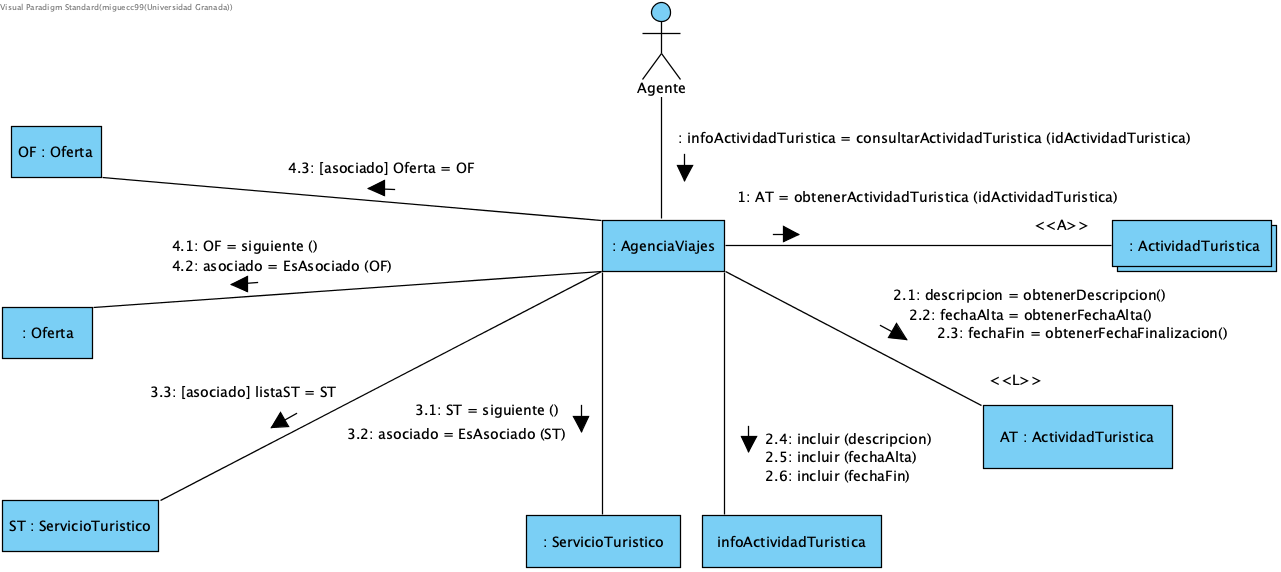 Visual Paradigm Standard(miguecc99(Universidad Granada))
Agente
: infoActividadTuristica = consultarActividadTuristica (idActividadTuristica)
OF : Oferta
4.3: [asociado] Oferta = OF
1: AT = obtenerActividadTuristica (idActividadTuristica)
<<A>>
: AgenciaViajes
: ActividadTuristica
4.1: OF = siguiente ()
4.2: asociado = EsAsociado (OF)
2.1: descripcion = obtenerDescripcion()
2.2: fechaAlta = obtenerFechaAlta()
2.3: fechaFin = obtenerFechaFinalizacion()
: Oferta
<<L>>
3.3: [asociado] listaST = ST
3.1: ST = siguiente ()
3.2: asociado = EsAsociado (ST)
AT : ActividadTuristica
2.4: incluir (descripcion)
2.5: incluir (fechaAlta)
2.6: incluir (fechaFin)
ST : ServicioTuristico
: ServicioTuristico
infoActividadTuristica